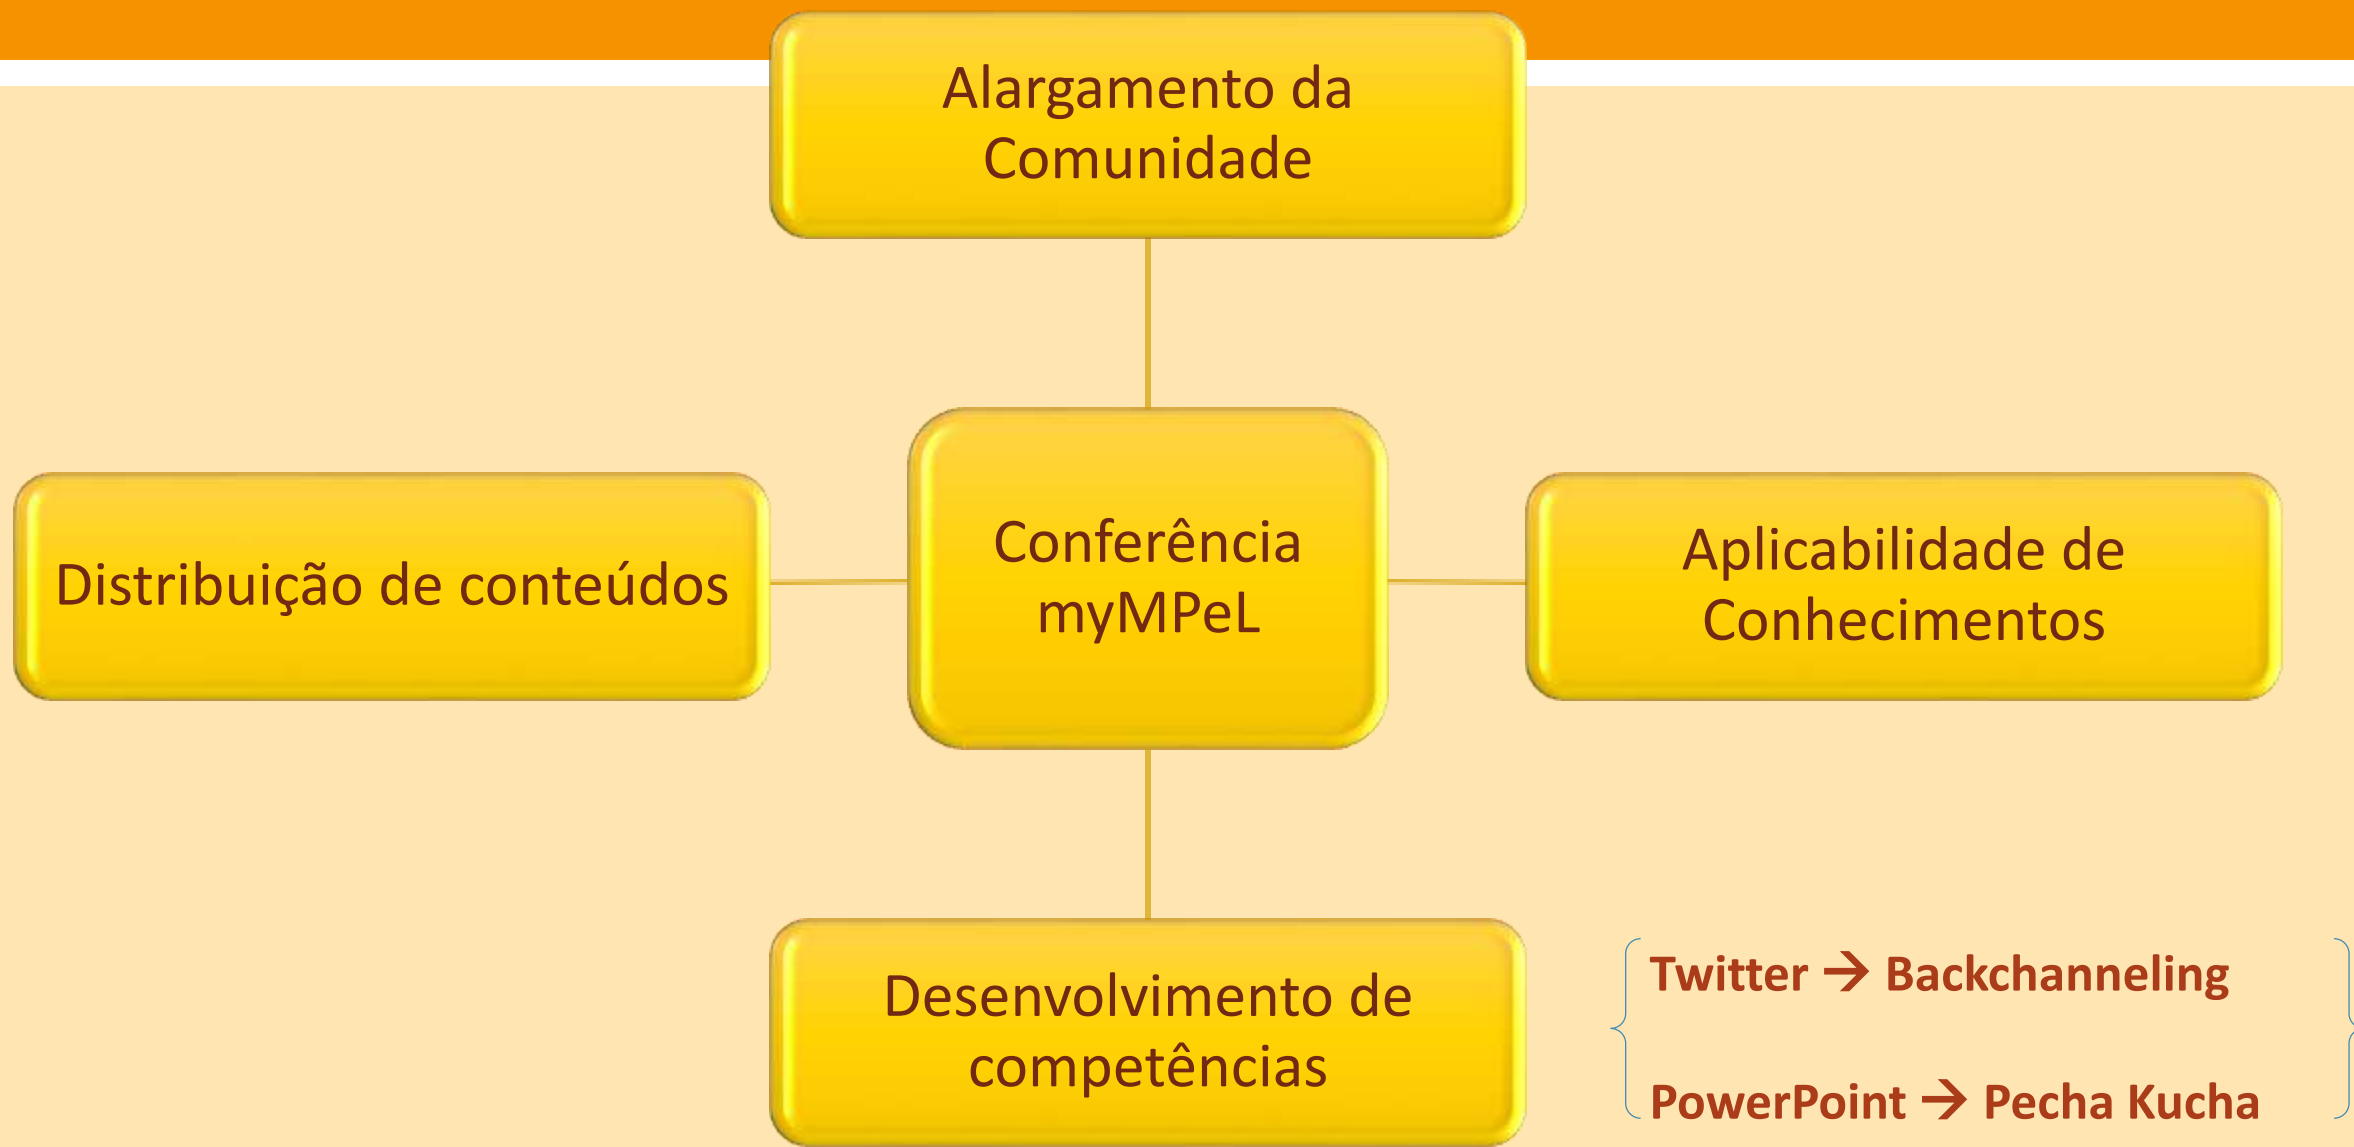 Alargamento da
Comunidade
Distribuição de conteúdos
Conferência
myMPeL
Aplicabilidade de
Conhecimentos
Desenvolvimento de
competências
Twitter → Backchanneling
PowerPoint → Pecha Kucha